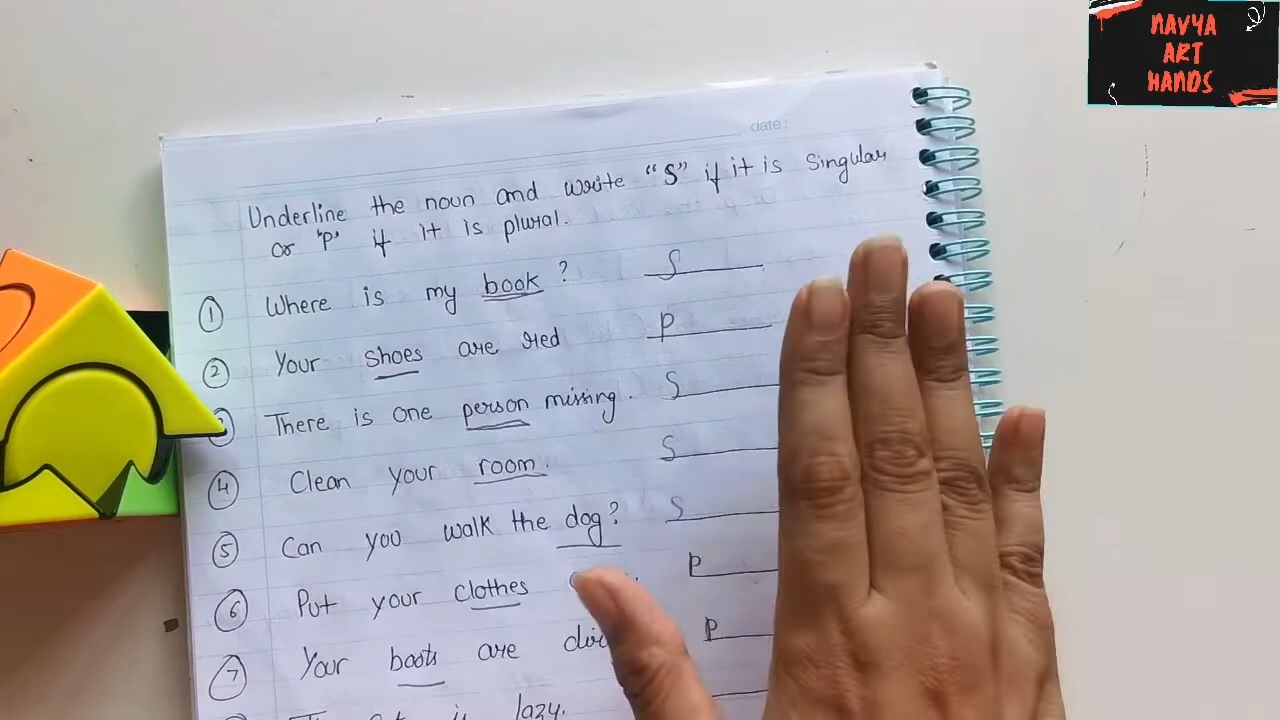 NAVYA
ART
HANDS
date:
Underline the noun and write "S" if it is Singular
or 'P' if it is plural.
1 Where is my book? S
2 Your shoes are red P
There is one person missing. S
4 Clean your room. S
5 Can you walk the dog? S
6 Put your clothes P
7 Your boots are P
is lazy.